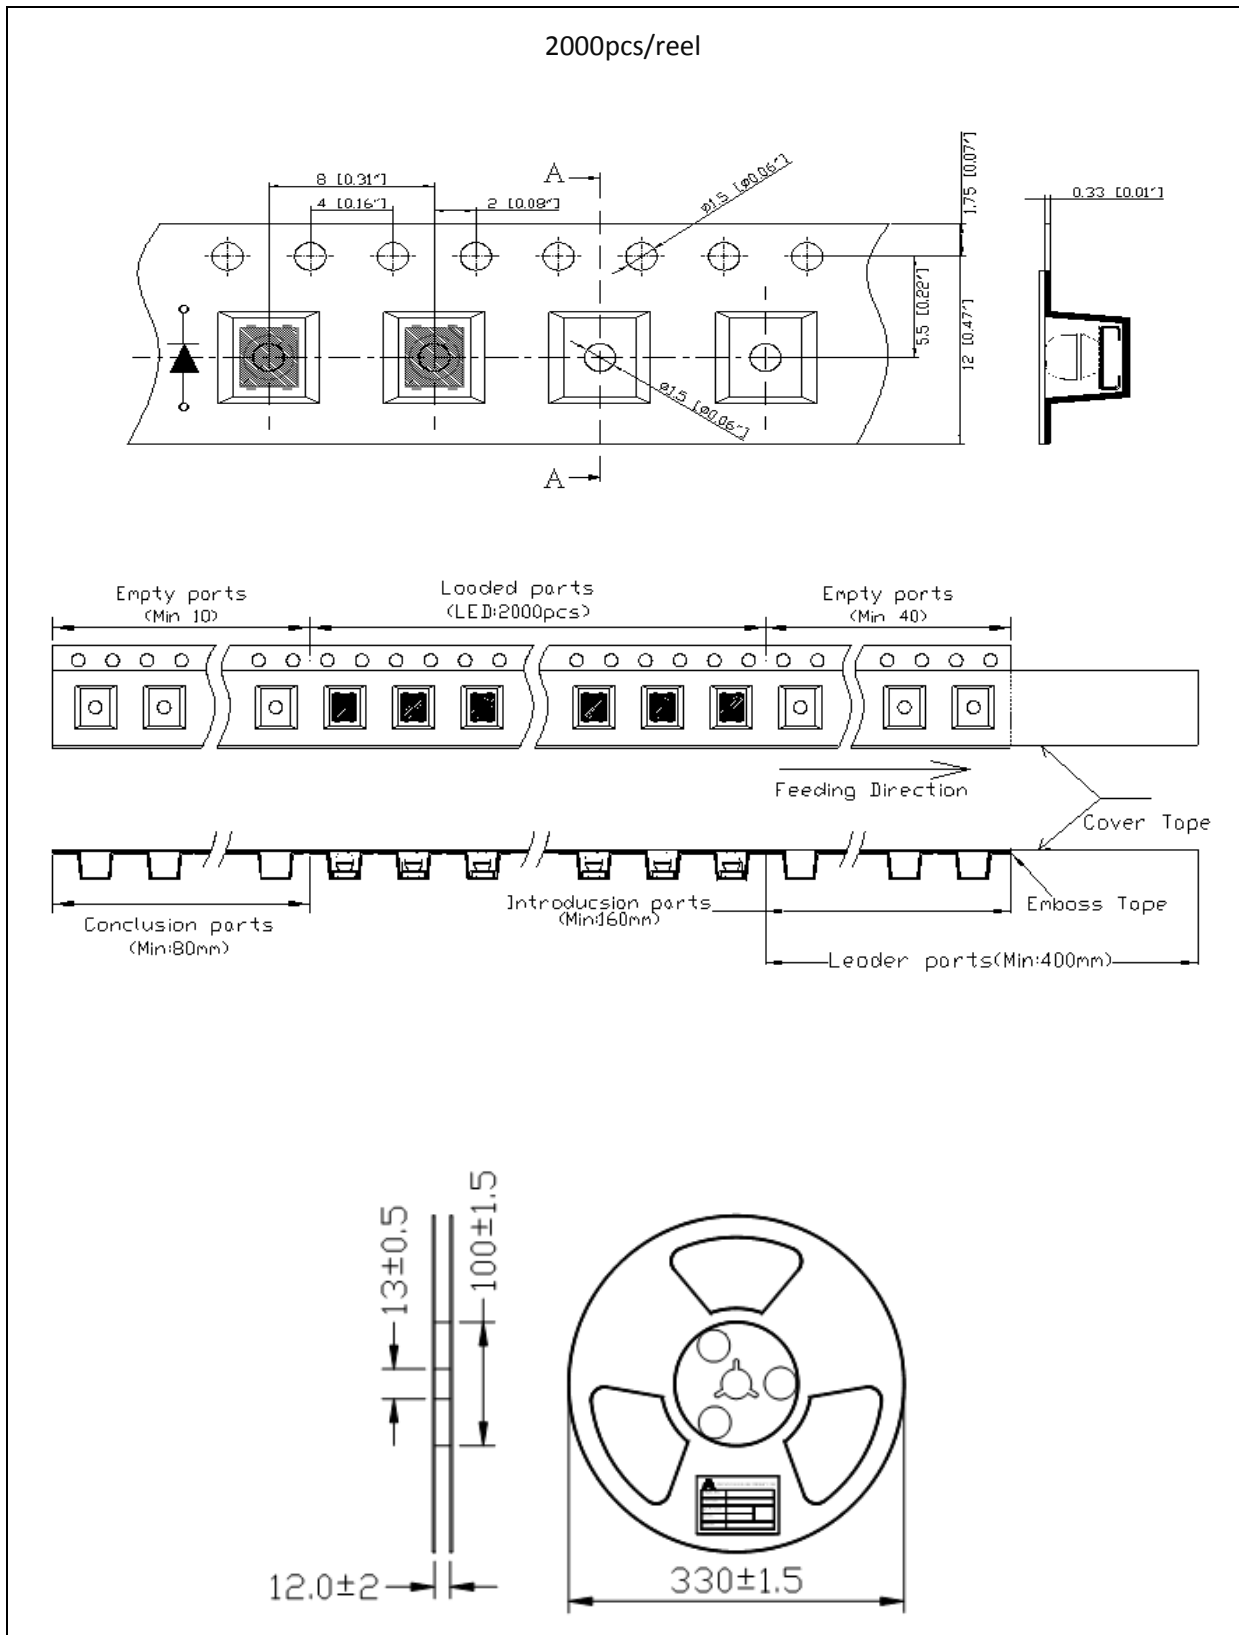 2000pcs/reel
8 [0.31"]
4 [0.16"]
2 [0.08"]
A
ø1.5 [ø0.06"]
1.75 [0.07"]
0.33 [0.01"]
5.5 [0.22"]
12 [0.47"]
ø1.5 [ø0.06"]
A
Empty parts
(Min 10)
Loaded parts
(LED:2000pcs)
Empty parts
(Min 40)
Feeding Direction
Cover Tape
Conclusion parts
(Min:80mm)
Introducsion parts
(Min:160mm)
Emboss Tape
Leader parts(Min:400mm)
13±0.5
100±1.5
12.0±2
330±1.5